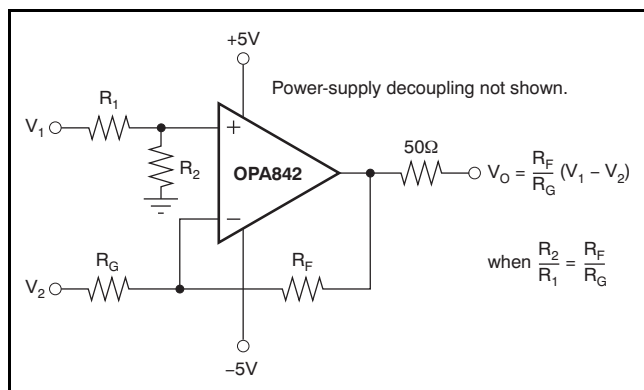 +5V
Power-supply decoupling not shown.
R1
V1
+
R2
50Ω
OPA842
VO = RF/RG (V1 – V2)
−
when R2/R1 = RF/RG
RG
RF
V2
–5V